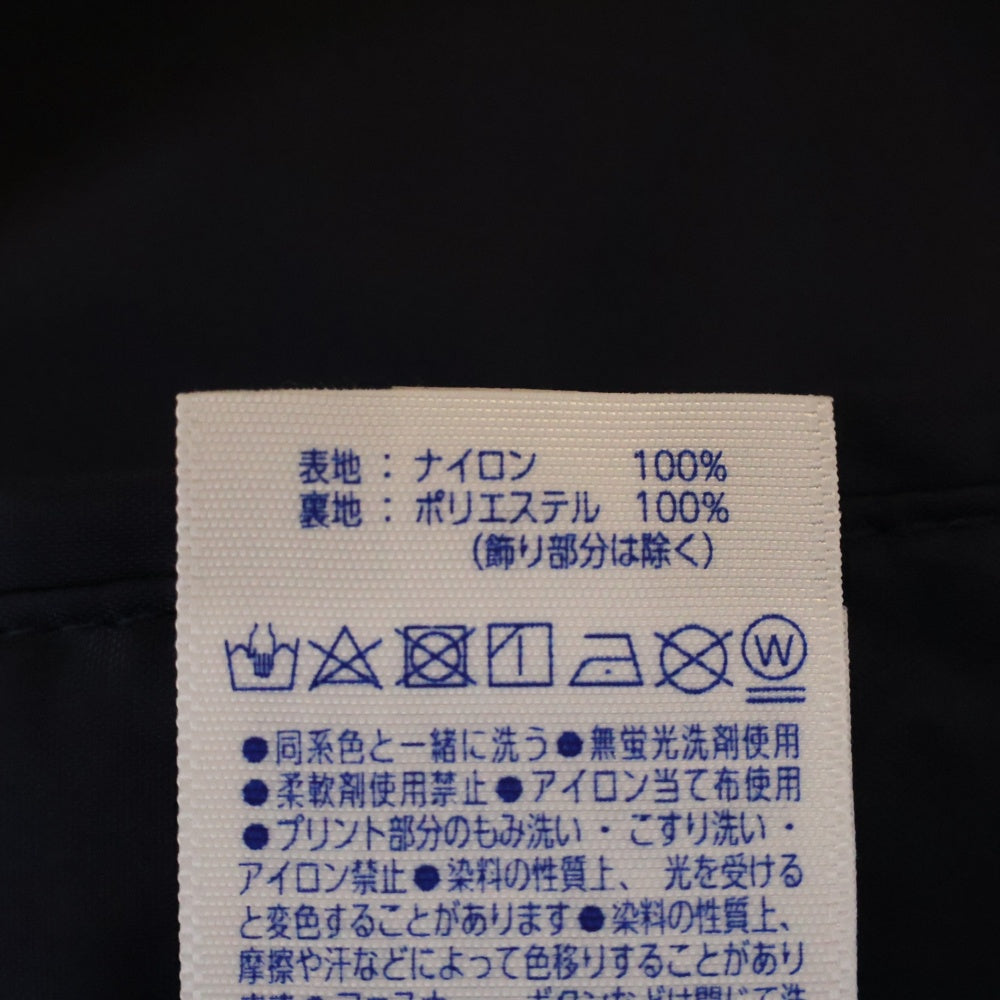 表地 : ナイロン 100%
裏地 : ポリエステル 100%
(飾り部分は除く)
W
●同系色と一緒に洗う●無蛍光洗剤使用
●柔軟剤使用禁止●アイロン当て布使用
●プリント部分のもみ洗い・こすり洗い・
アイロン禁止●染料の性質上、光を受ける
と変色することがあります●染料の性質上、
摩擦や汗などによって色移りすることがあり